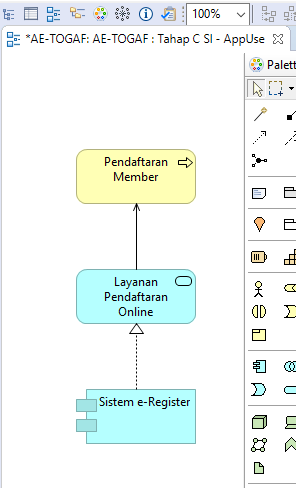 100%
*AE-TOGAF: AE-TOGAF : Tahap C SI - AppUse
Palett
Pendaftaran
Member
Layanan
Pendaftaran
Online
Sistem e-Register